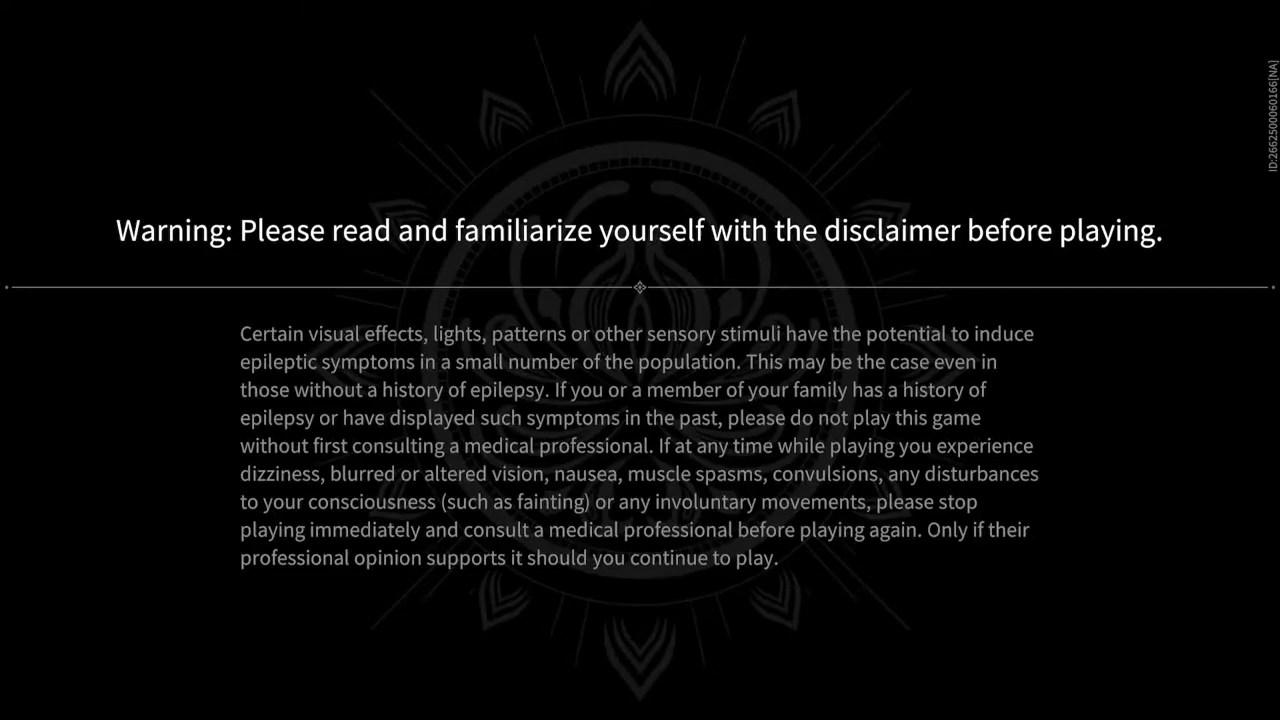 Warning: Please read and familiarize yourself with the disclaimer before playing.
Certain visual effects, lights, patterns or other sensory stimuli have the potential to induce
epileptic symptoms in a small number of the population. This may be the case even in
those without a history of epilepsy. If you or a member of your family has a history of
epilepsy or have displayed such symptoms in the past, please do not play this game
without first consulting a medical professional. If at any time while playing you experience
dizziness, blurred or altered vision, nausea, muscle spasms, convulsions, any disturbances
to your consciousness (such as fainting) or any involuntary movements, please stop
playing immediately and consult a medical professional before playing again. Only if their
professional opinion supports it should you continue to play.
ID:2662500060166[NA]